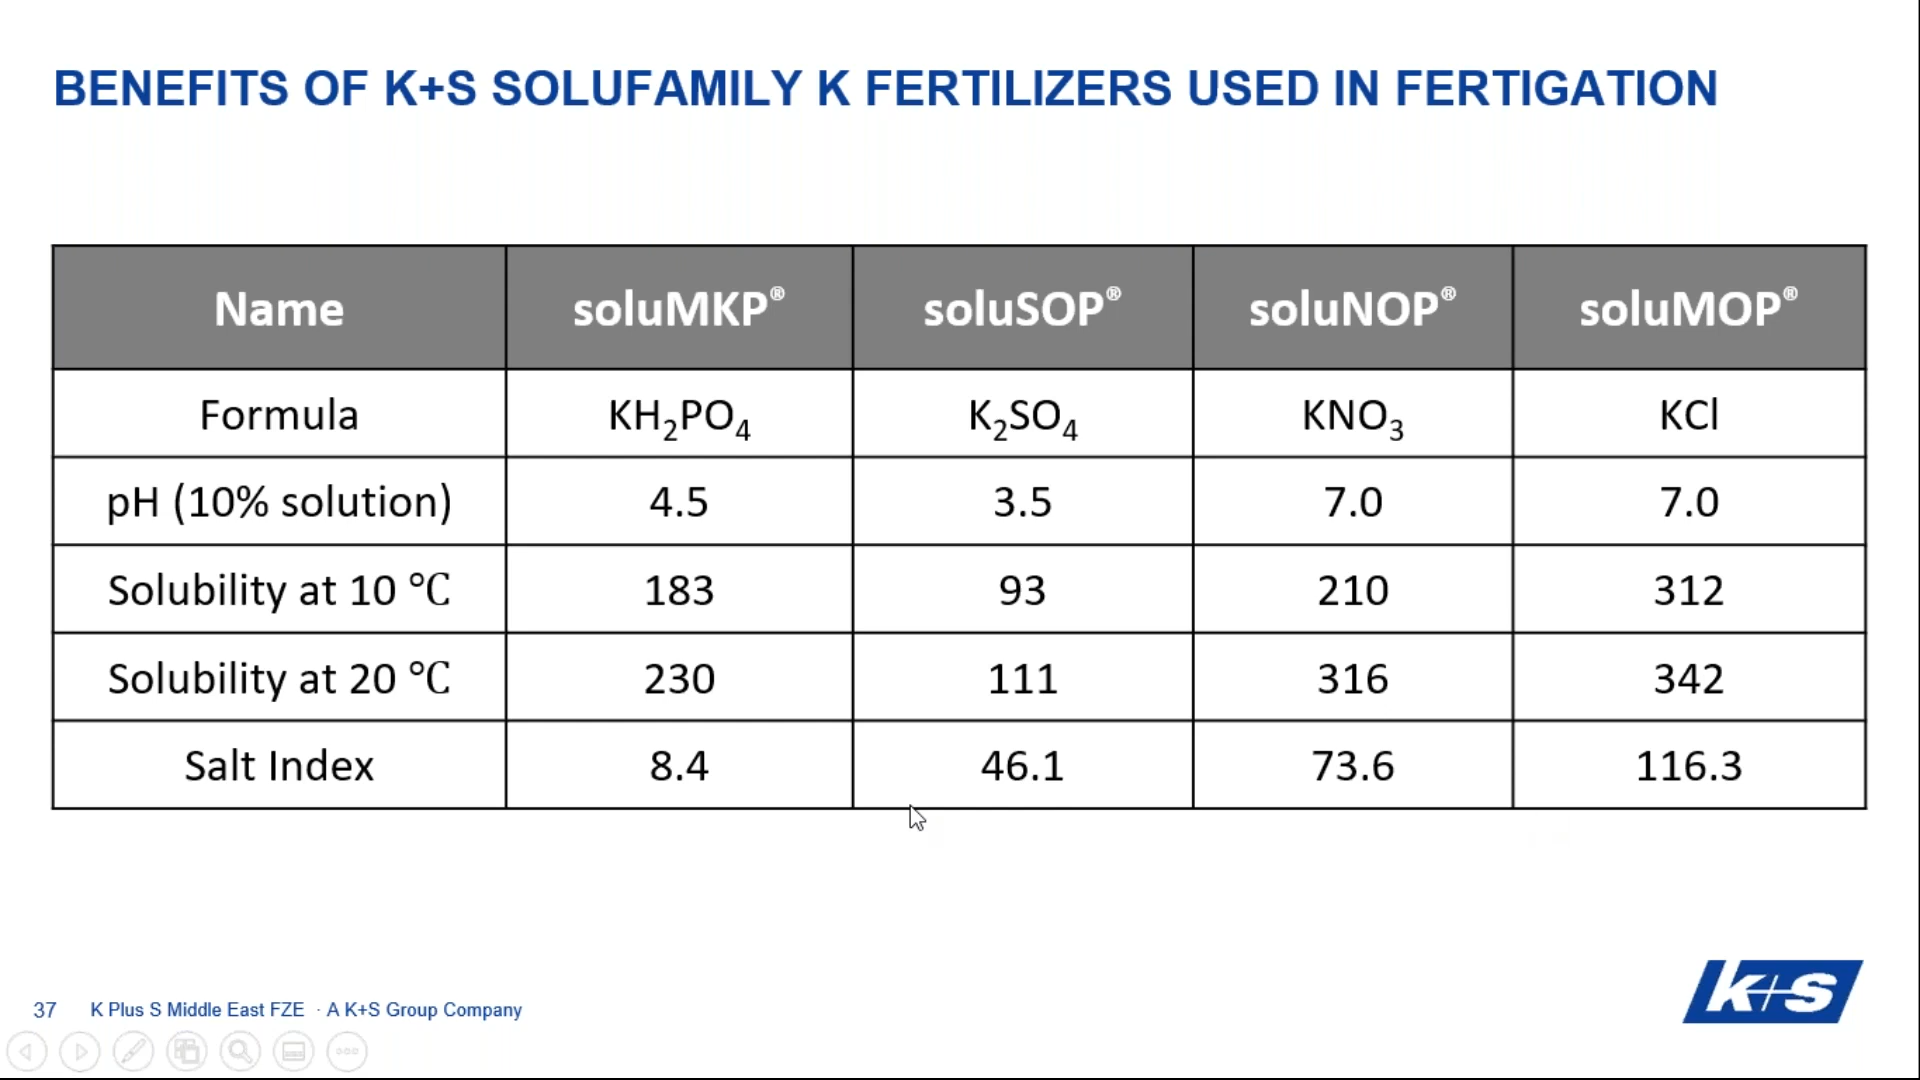 BENEFITS OF K+S SOLUFAMILY K FERTILIZERS USED IN FERTIGATION
Name soluMKP® soluSOP® soluNOP® soluMOP®
Formula KH₂PO₄ K₂SO₄ KNO₃ KCl
pH (10% solution) 4.5 3.5 7.0 7.0
Solubility at 10 ℃ 183 93 210 312
Solubility at 20 ℃ 230 111 316 342
Salt Index 8.4 46.1 73.6 116.3
37 K Plus S Middle East FZE · A K+S Group Company
K+S